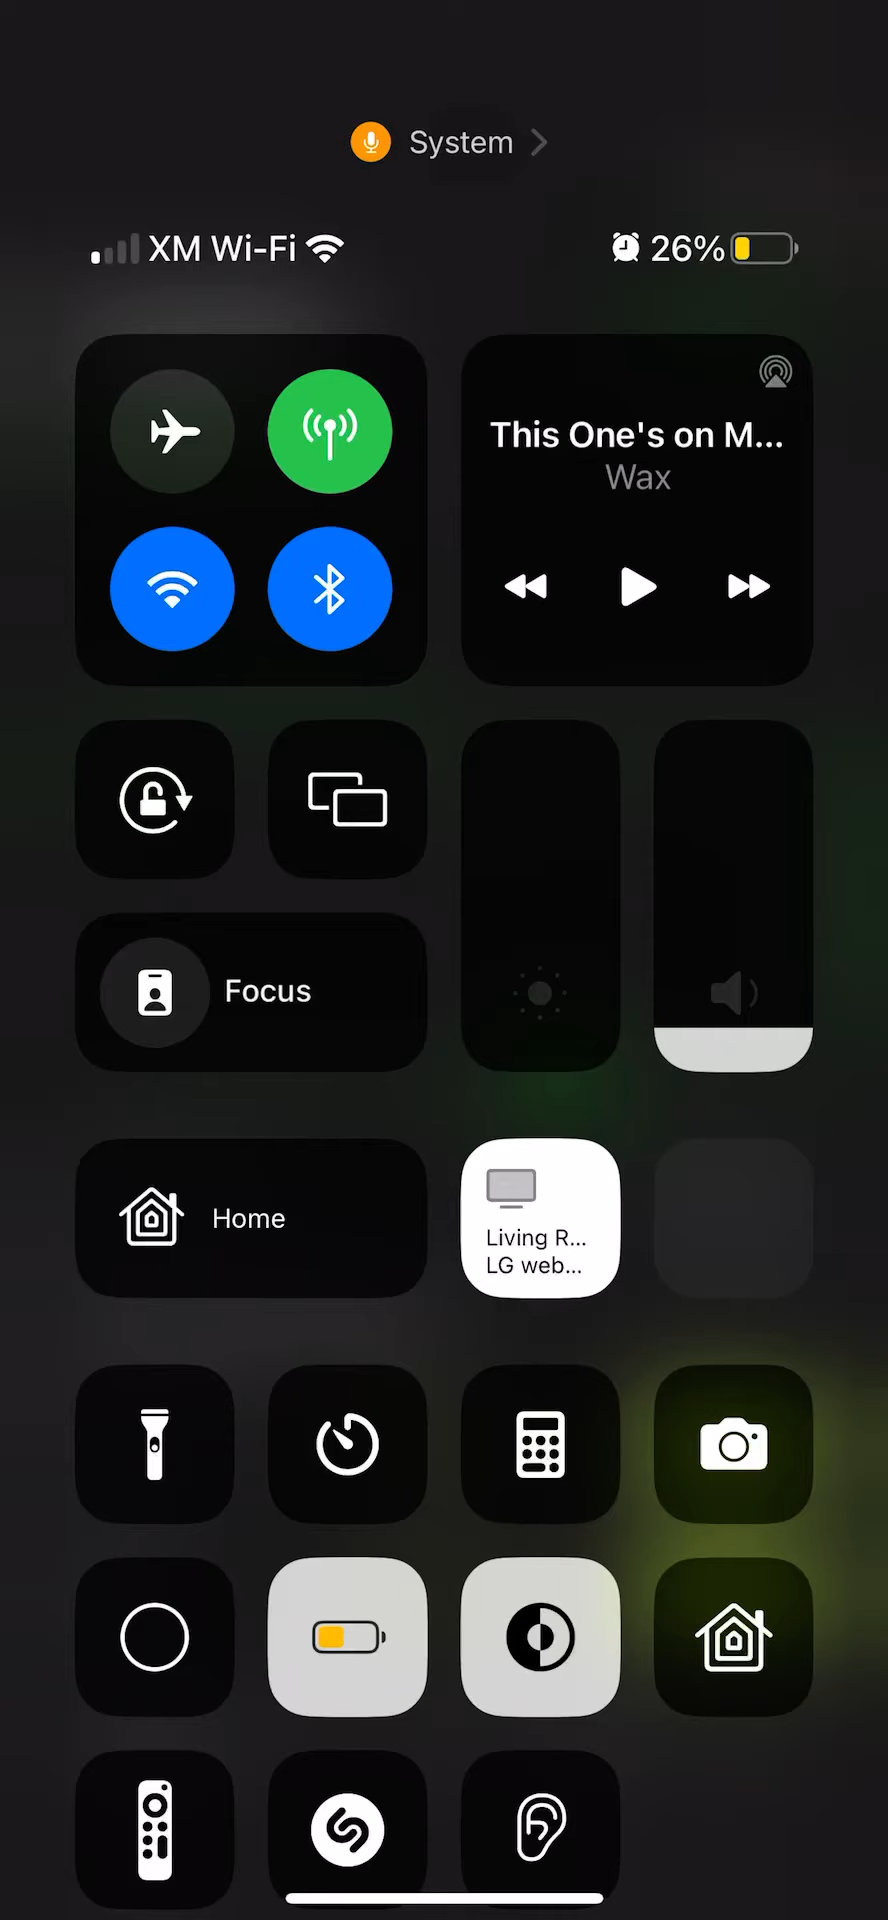 System
XM Wi-Fi 26%
This One's on M...
Wax
Focus
Home
Living R...
LG web...